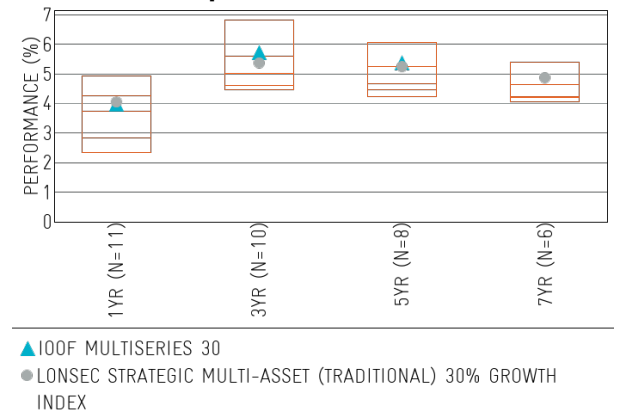 7
6
5
4
3
2
1
0
PERFORMANCE (%)
1YR (N=11)
3YR (N=10)
5YR (N=8)
7YR (N=6)
IOOF MULTISERIES 30
LONSEC STRATEGIC MULTI-ASSET (TRADITIONAL) 30% GROWTH
INDEX